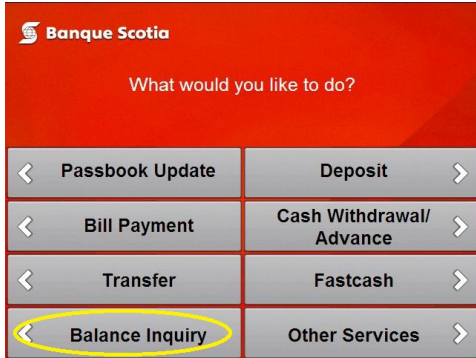 Banque Scotia
What would you like to do?
Passbook Update
Deposit
Bill Payment
Cash Withdrawal/
Advance
Transfer
Fastcash
Balance Inquiry
Other Services